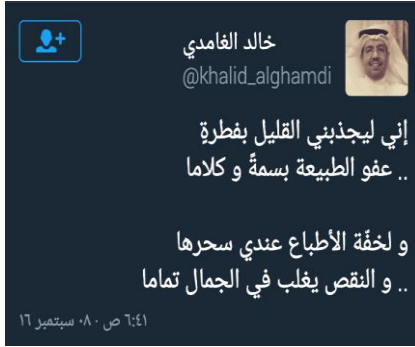 خالد الغامدي
@khalid_alghamdi
إني ليجذبني القليل بفطرةٍ
.. عفو الطبيعة بسمةً و كلاما
و لخفّة الأطباع عندي سحرها
.. و النقص يغلب في الجمال تماما
٦:٤١ ص · ٠٨ سبتمبر ١٦